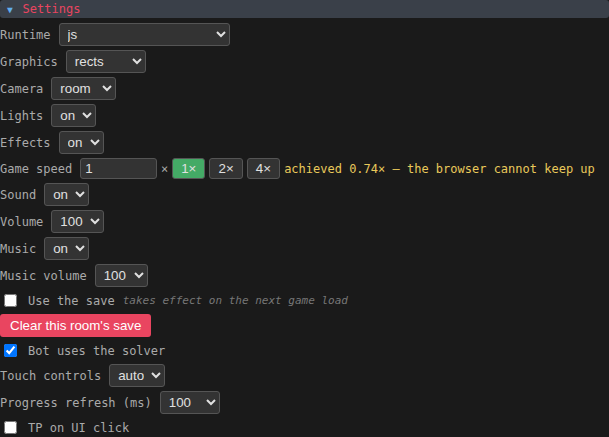 ▼ Settings
Runtime js
Graphics rects
Camera room
Lights on
Effects on
Game speed 1 × 1× 2× 4× achieved 0.74× — the browser cannot keep up
Sound on
Volume 100
Music on
Music volume 100
Use the save takes effect on the next game load
Clear this room's save
Bot uses the solver
Touch controls auto
Progress refresh (ms) 100
TP on UI click